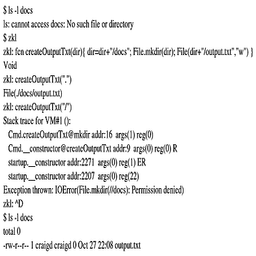 $ ls -l docs
ls: cannot access docs: No such file or directory
$ zkl
zkl: fcn createOutputTxt(dir){ dir=dir+"/docs"; File.mkdir(dir); File(dir+"/output.txt","w") }
Void
zkl: createOutputTxt(".")
File(./docs/output.txt)
zkl: createOutputTxt("/")
Stack trace for VM#1 ():
Cmd.createOutputTxt@mkdir addr:16 args(1) reg(0)
Cmd.__constructor@createOutputTxt addr:9 args(0) reg(0) R
startup.__constructor addr:2271 args(0) reg(1) ER
startup.__constructor addr:2207 args(0) reg(22)
Exception thrown: IOError(File.mkdir(//docs): Permission denied)
zkl: ^D
$ ls -l docs
total 0
-rw-r--r-- 1 craigd craigd 0 Oct 27 22:08 output.txt